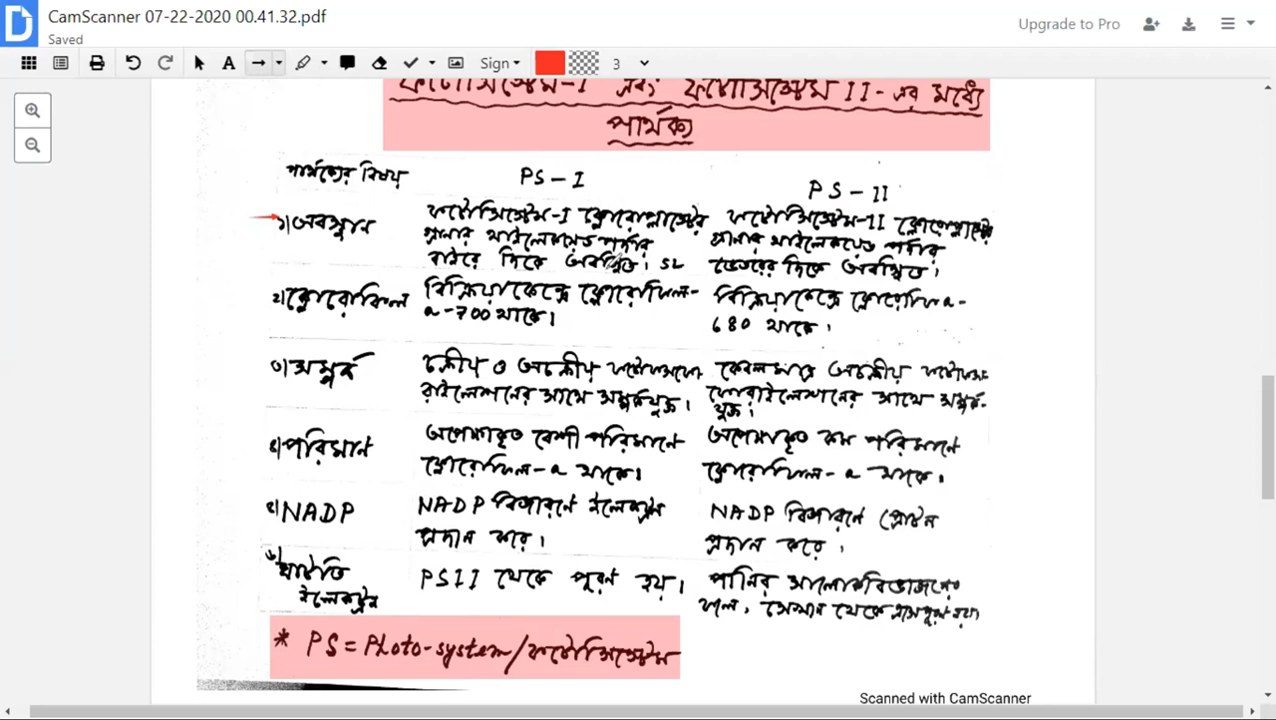 CamScanner 07-22-2020 00.41.32.pdf
Saved
Upgrade to Pro
Sign
3
ফটোসিস্টেম-I এবং ফটোসিস্টেম II-এর মধ্যে
পার্থক্য
পার্থক্যের বিষয়
PS-I
PS-II
১) অবস্থান
ফটোসিস্টেম-I ক্লোরোপ্লাস্টের
গ্রানার থাইলাকয়েড পর্দার
বাইরে দিকে অবস্থিত।
ফটোসিস্টেম-II ক্লোরোপ্লাস্টের
গ্রানার থাইলাকয়েড পর্দার
ভেতরের দিকে অবস্থিত।
২) ক্লোরোফিল
বিক্রিয়াকেন্দ্রে ক্লোরোফিল-
a-700 থাকে।
বিক্রিয়াকেন্দ্রে ক্লোরোফিল a-
680 থাকে।
৩) সম্পর্ক
চক্রীয় ও অচক্রীয় ফটোফসফো
রাইলেশনের সাথে সম্পর্কযুক্ত।
কেবলমাত্র অচক্রীয় ফটোফস
ফোরাইলেশনের সাথে সম্পর্ক-
যুক্ত।
৪) পরিমাণ
অপেক্ষাকৃত বেশী পরিমানে
ক্লোরোফিল-a থাকে।
অপেক্ষাকৃত কম পরিমানে
ক্লোরোফিল-a থাকে।
৫) NADP
NADP বিজারণে ইলেকট্রন
প্রদান করে।
NADP বিজারণে প্রোটন
প্রদান করে।
৬) ঘাটতি
ইলেকট্রন
PSII থেকে পূরণ হয়।
পানির আলোকবিভাজনের
ফলে, সেখান থেকে
* PS = Photo-system/ফটোসিস্টেম
Scanned with CamScanner